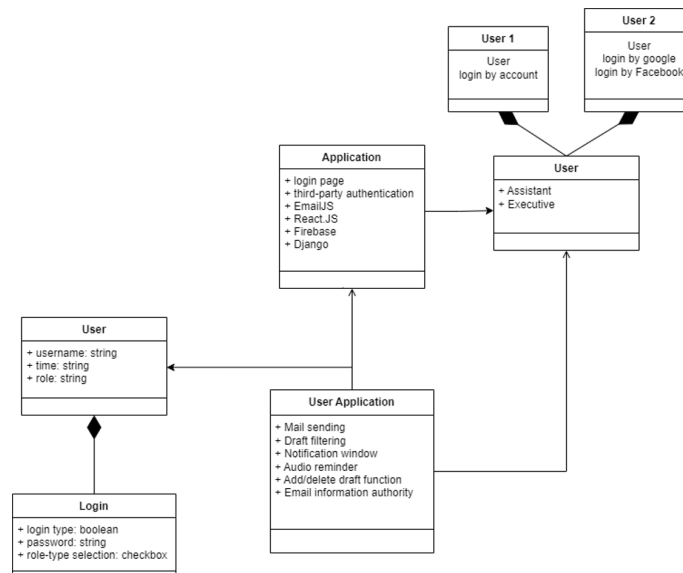 User 1
User
login by account
User 2
User
login by google
login by Facebook
Application
+ login page
+ third-party authentication
+ EmailJS
+ React.JS
+ Firebase
+ Django
User
+ Assistant
+ Executive
User
+ username: string
+ time: string
+ role: string
User Application
+ Mail sending
+ Draft filtering
+ Notification window
+ Audio reminder
+ Add/delete draft function
+ Email information authority
Login
+ login type: boolean
+ password: string
+ role-type selection: checkbox